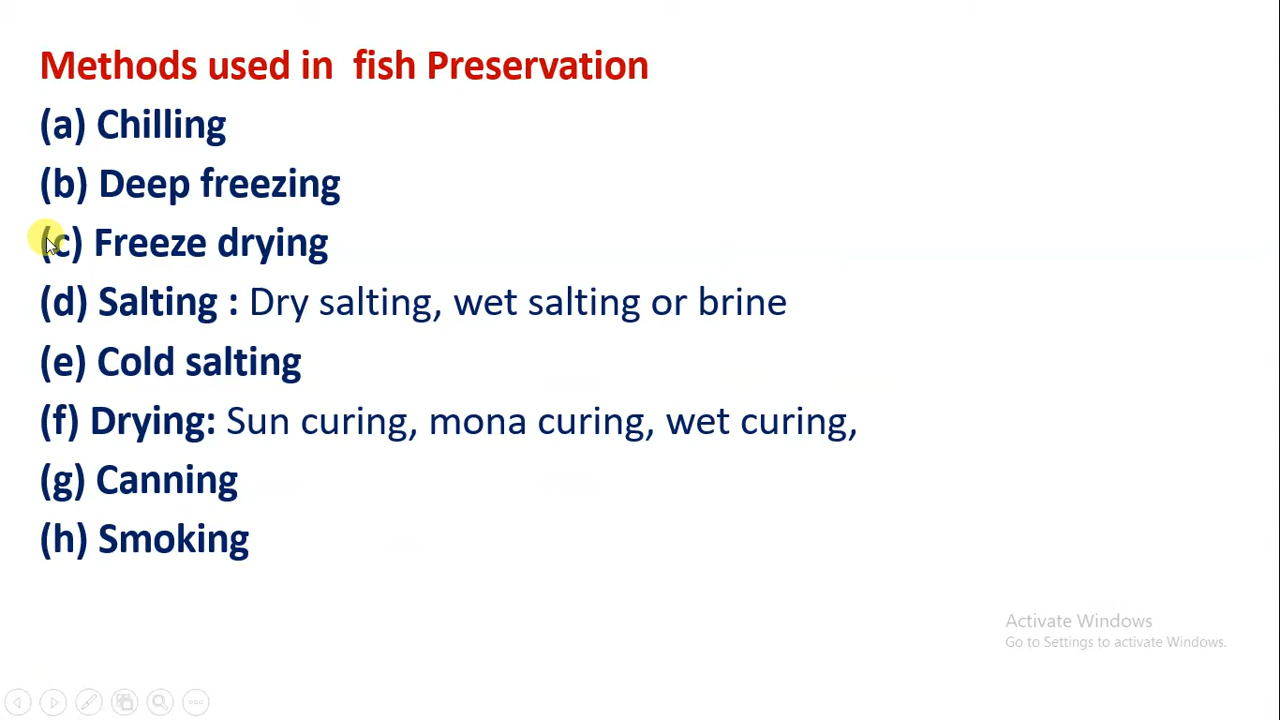 Methods used in fish Preservation
(a) Chilling
(b) Deep freezing
(c) Freeze drying
(d) Salting : Dry salting, wet salting or brine
(e) Cold salting
(f) Drying: Sun curing, mona curing, wet curing,
(g) Canning
(h) Smoking
Activate Windows
Go to Settings to activate Windows.